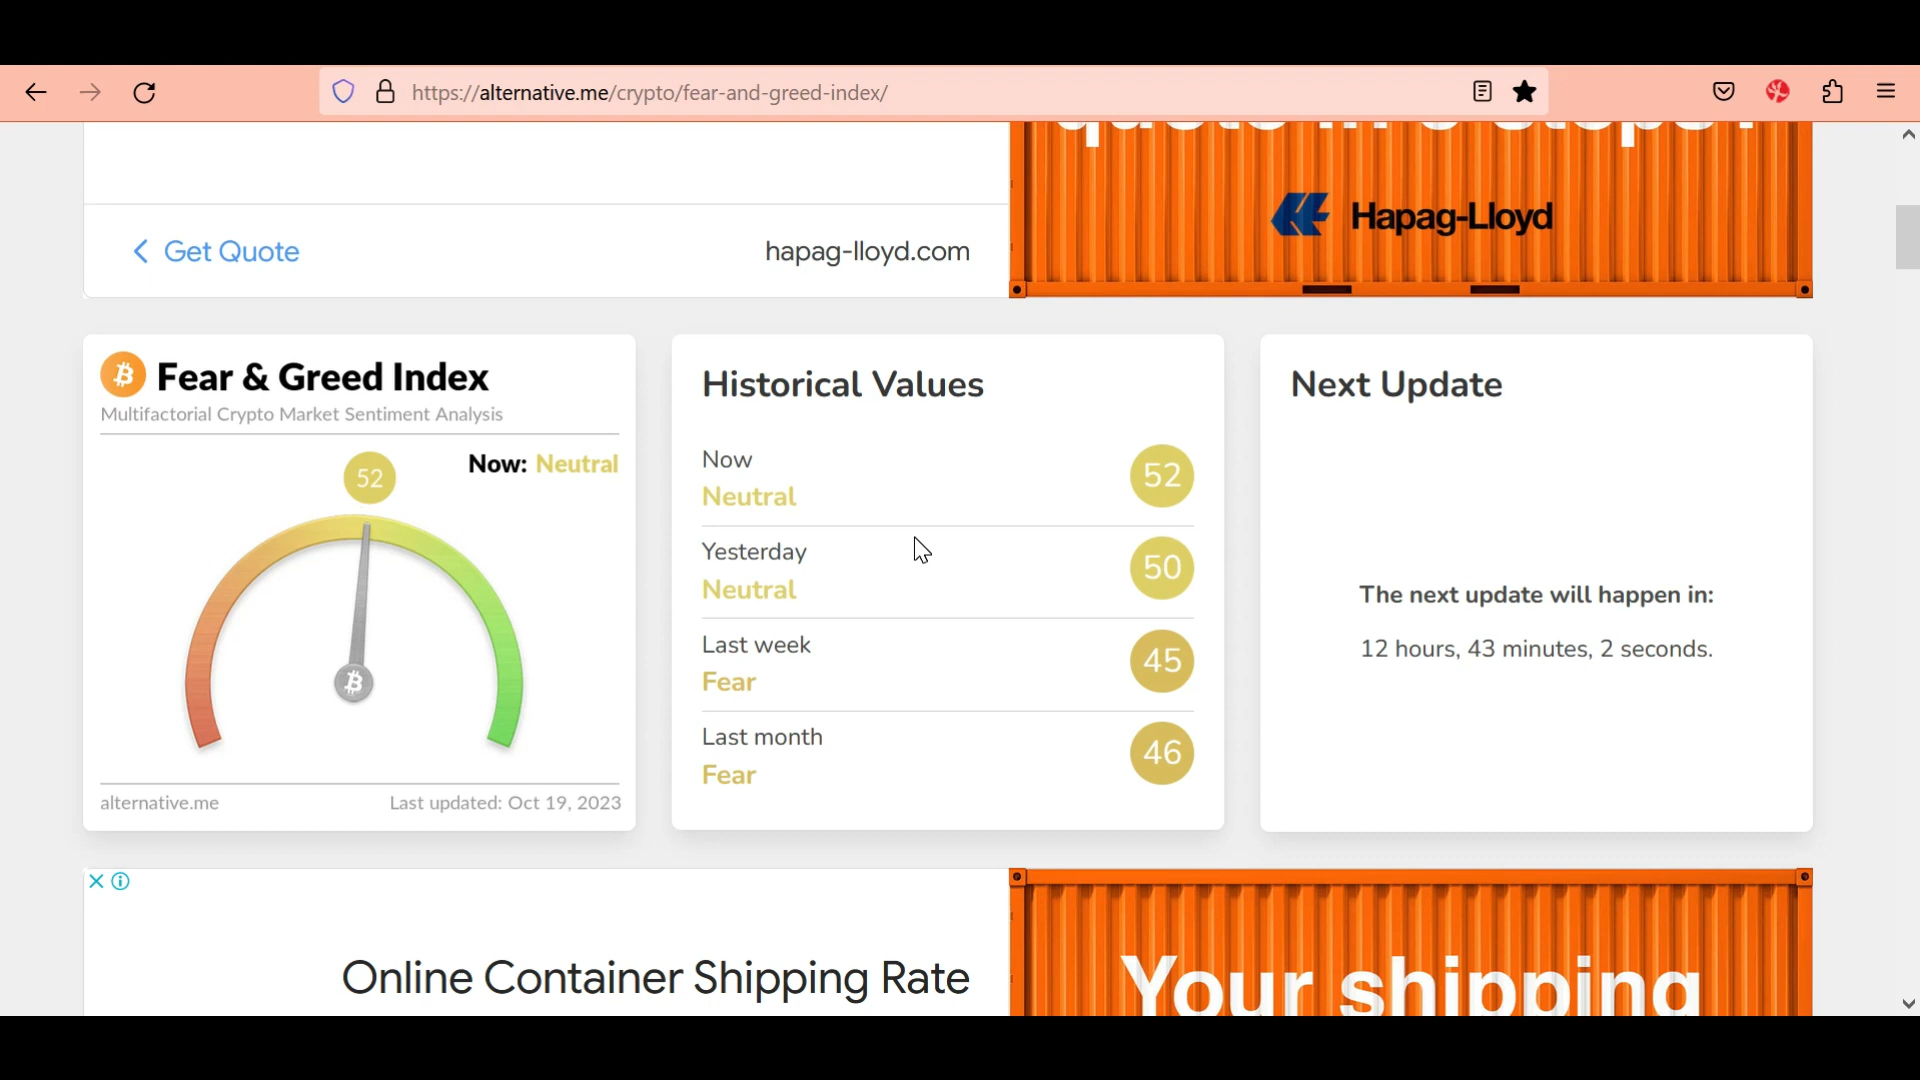 https://alternative.me/crypto/fear-and-greed-index/
Hapag-Lloyd
Get Quote
hapag-lloyd.com
Fear & Greed Index
Multifactorial Crypto Market Sentiment Analysis
Now: Neutral
52
alternative.me
Last updated: Oct 19, 2023
Historical Values
Now
Neutral
52
Yesterday
Neutral
50
Last week
Fear
45
Last month
Fear
46
Next Update
The next update will happen in:
12 hours, 43 minutes, 2 seconds.
Online Container Shipping Rate
Your shipping